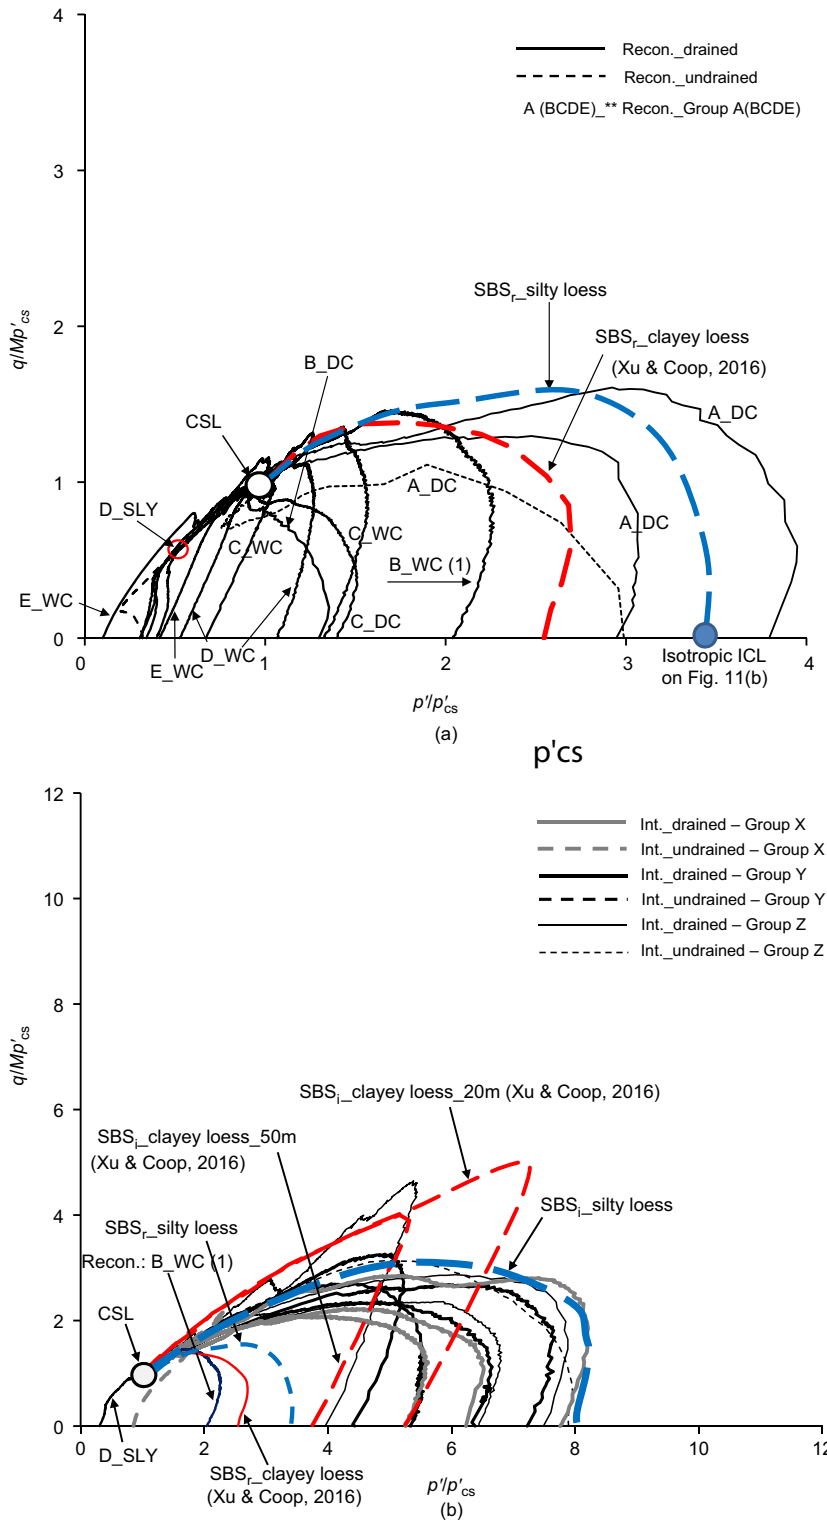 4
Recon._drained
Recon._undrained
A (BCDE)_** Recon._Group A(BCDE)
3
SBSr_silty loess
SBSr_clayey loess
(Xu & Coop, 2016)
q/Mp′cs
2
B_DC
A_DC
CSL
1
A_DC
D_SLY
A_DC
C_WC
C_WC
B_WC (1)
E_WC
C_DC
0
D_WC
E_WC
Isotropic ICL
on Fig. 11(b)
0
1
2
3
4
p′/p′cs
(a)
p'cs
12
Int._drained – Group X
Int._undrained – Group X
Int._drained – Group Y
Int._undrained – Group Y
Int._drained – Group Z
Int._undrained – Group Z
10
8
q/Mp′cs
6
SBSi_clayey loess_20m (Xu & Coop, 2016)
SBSi_clayey loess_50m
(Xu & Coop, 2016)
SBSi_silty loess
4
SBSr_silty loess
Recon.: B_WC (1)
2
CSL
0
D_SLY
0
2
4
6
8
10
12
SBSr_clayey loess
(Xu & Coop, 2016)
p′/p′cs
(b)